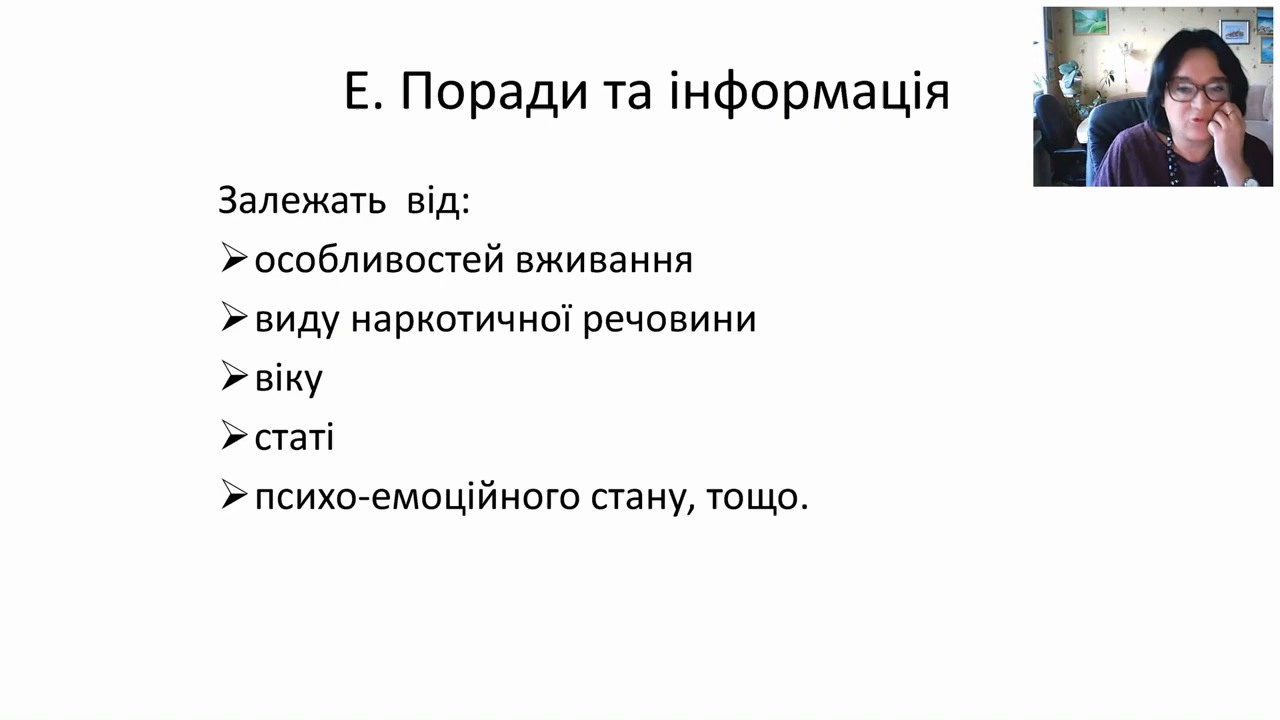 Е. Поради та інформація
Залежать від:
➢особливостей вживання
➢виду наркотичної речовини
➢віку
➢статі
➢психо-емоційного стану, тощо.